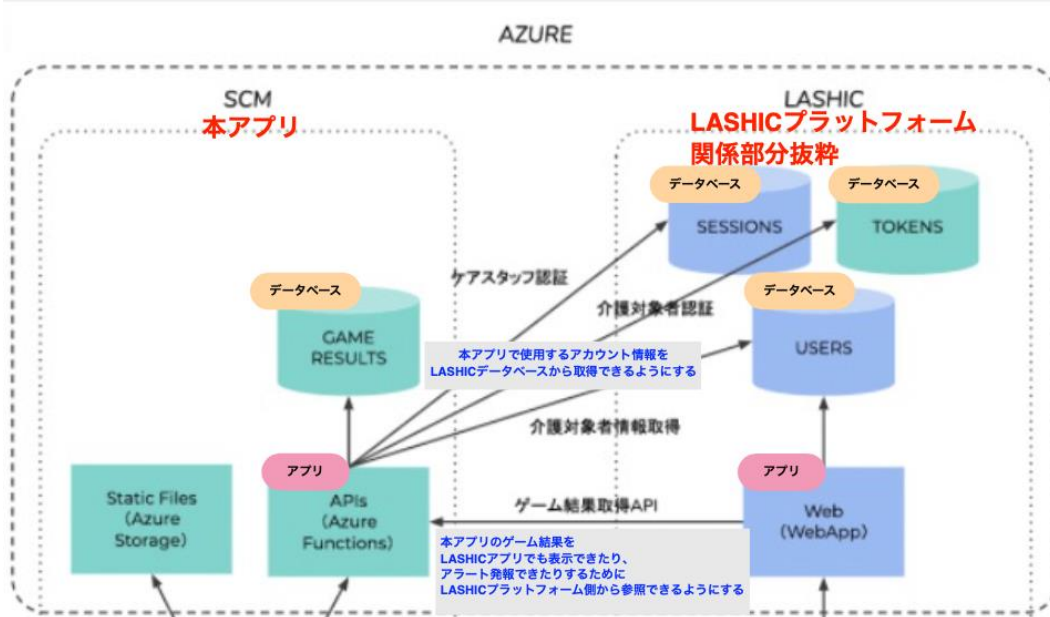 AZURE
SCM
本アプリ
LASHIC
LASHICプラットフォーム
関係部分抜粋
データベース
SESSIONS
データベース
TOKENS
ケアスタッフ認証
介護対象者認証
データベース
GAME
RESULTS
データベース
USERS
本アプリで使用するアカウント情報を
LASHICデータベースから取得できるようにする
介護対象者情報取得
Static Files
(Azure
Storage)
アプリ
APIs
(Azure
Functions)
ゲーム結果取得API
アプリ
Web
(WebApp)
本アプリのゲーム結果を
LASHICアプリでも表示できたり、
アラート発報できたりするために
LASHICプラットフォーム側から参照できるようにする